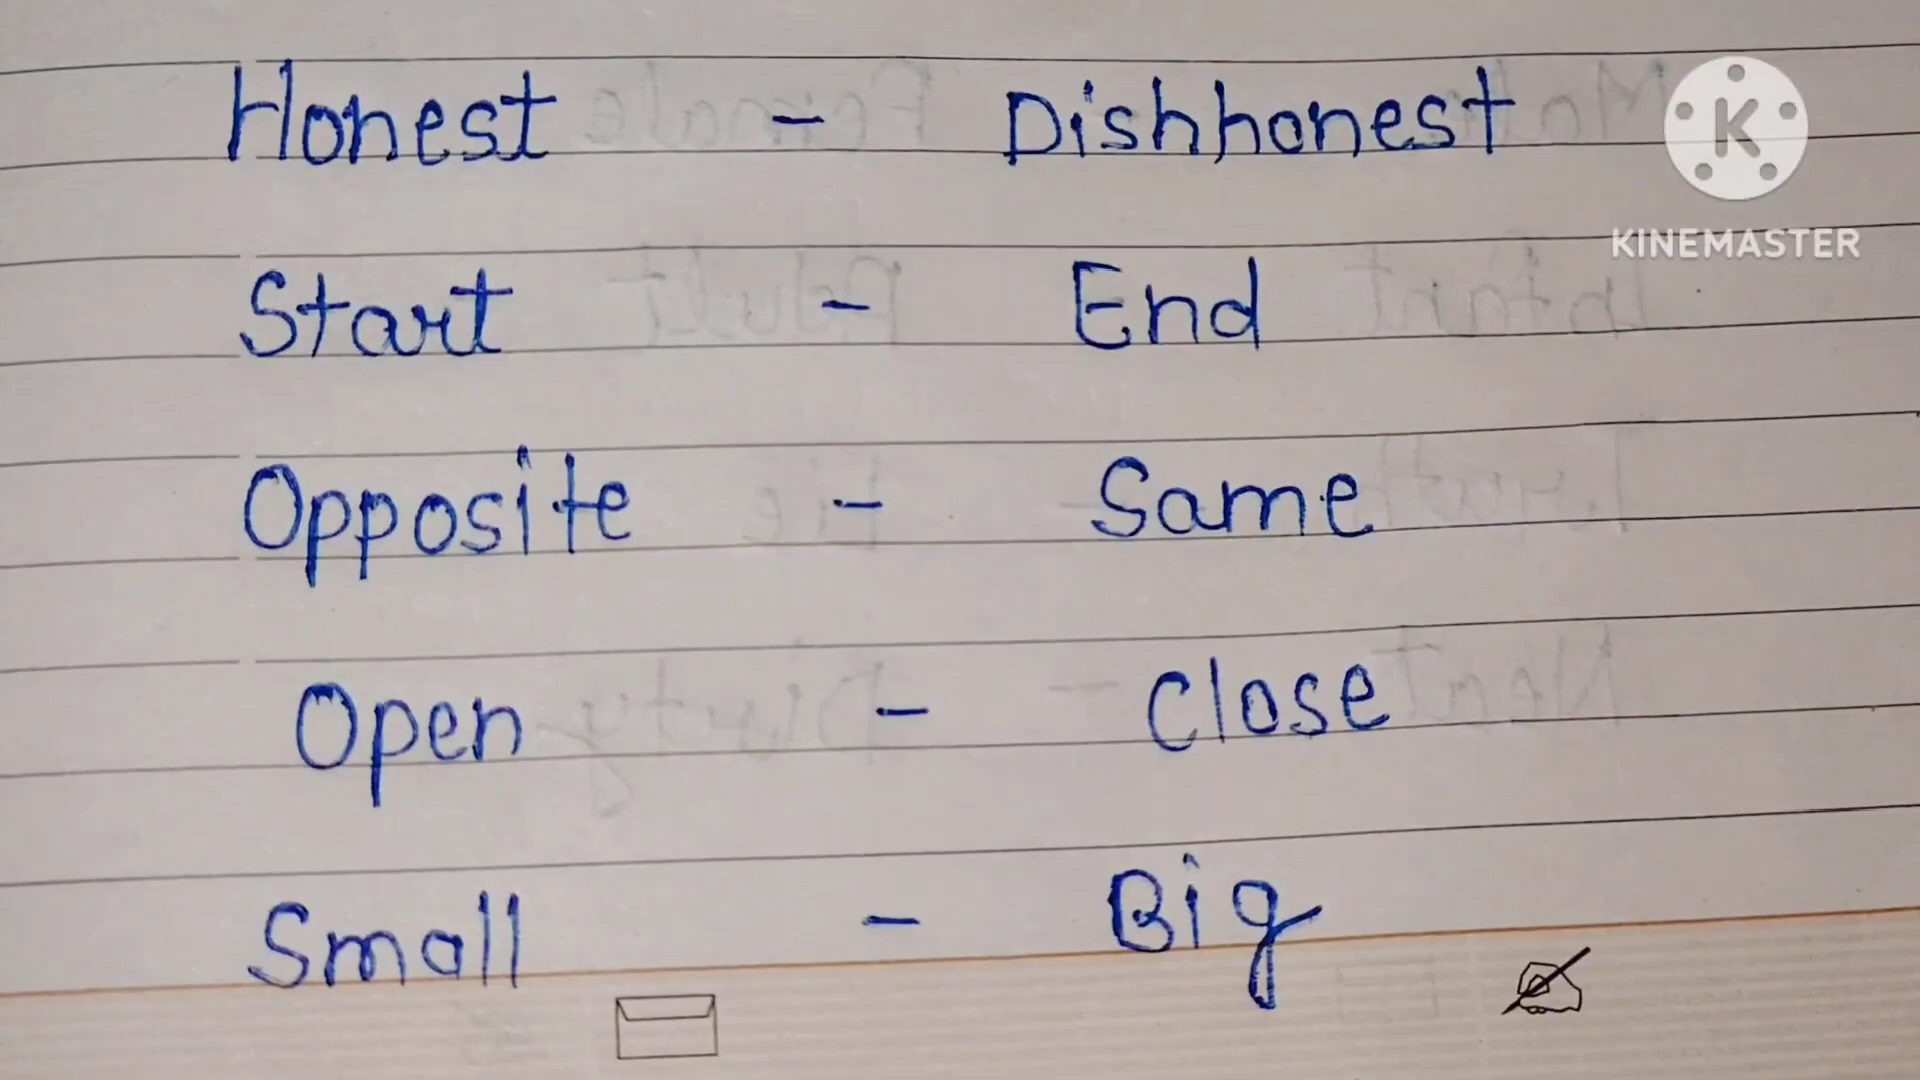 Honest - Dishhonest
KINEMASTER
Start - End
Opposite - Same
Open - Close
Small - Big